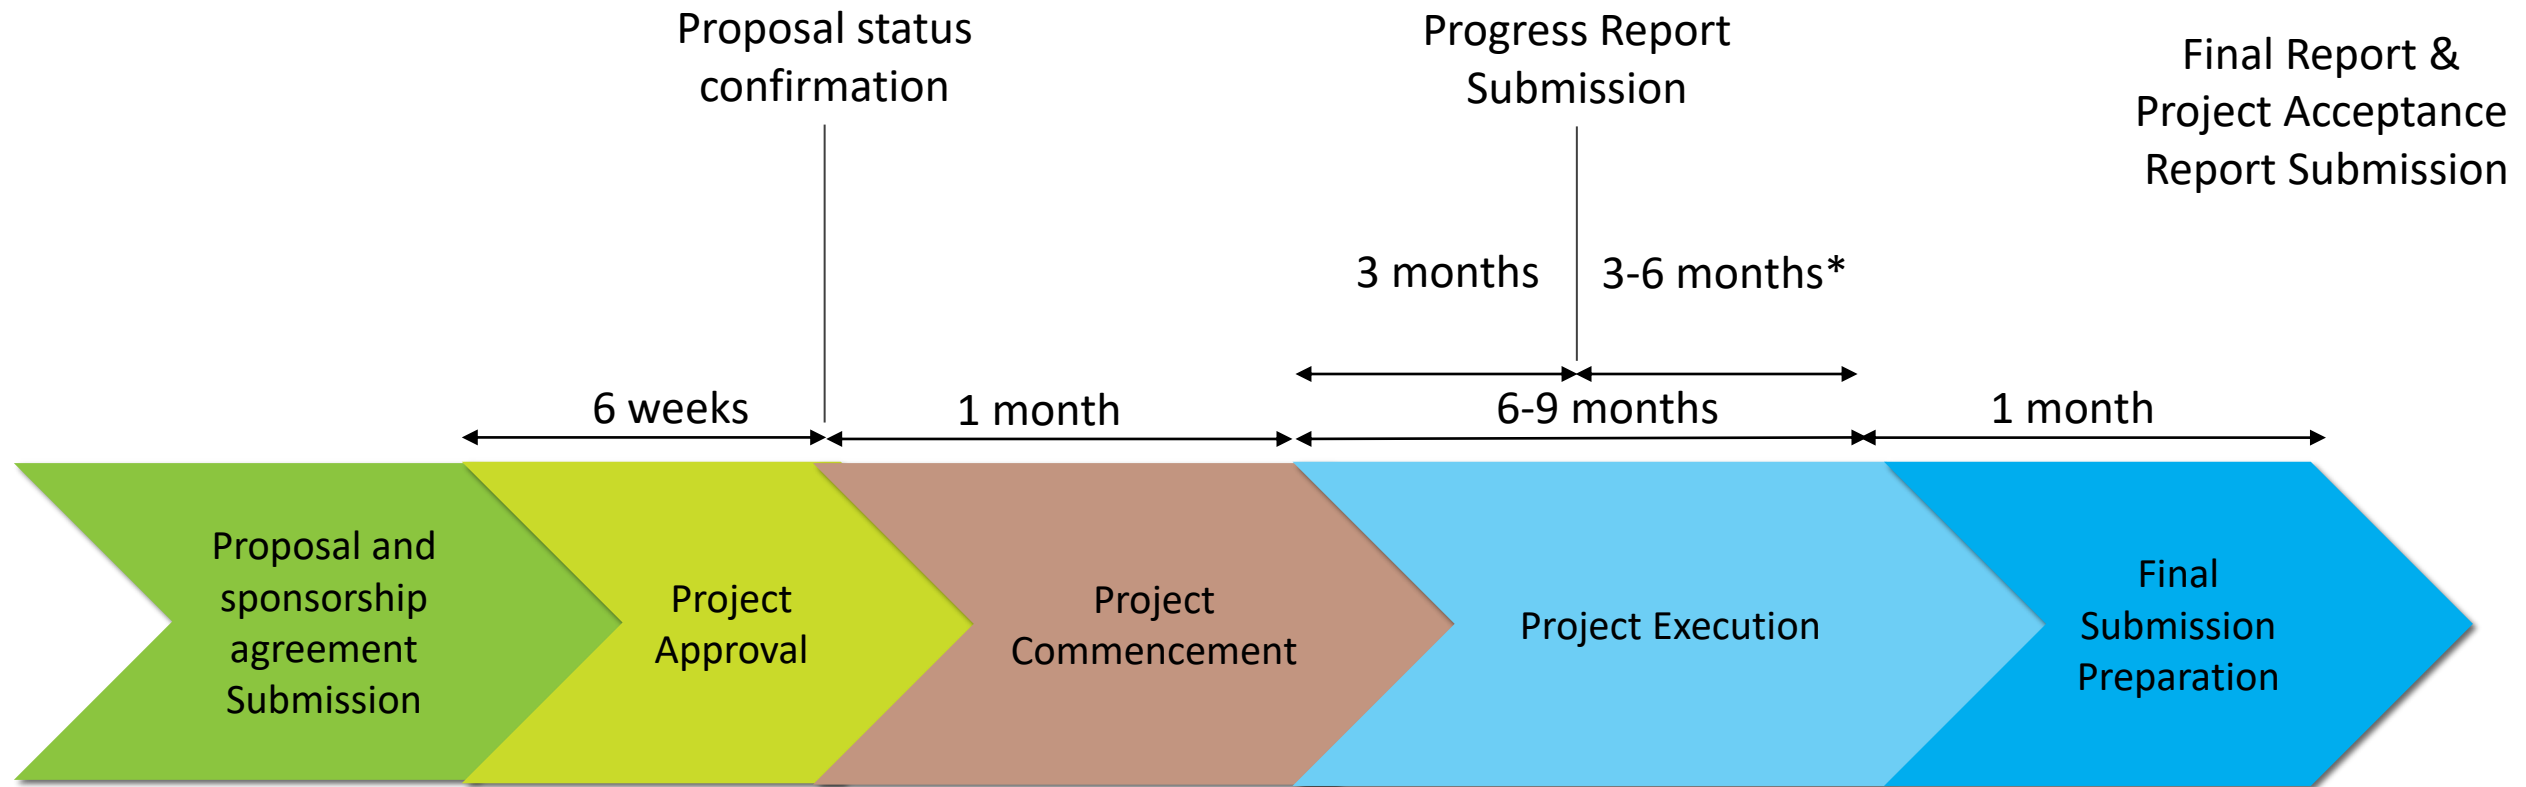 Proposal status
confirmation
Progress Report
Submission
Final Report &
Project Acceptance
Report Submission
3 months
3-6 months*
6 weeks
1 month
6-9 months
1 month
Proposal and
sponsorship
agreement
Submission
Project
Approval
Project
Commencement
Project Execution
Final
Submission
Preparation